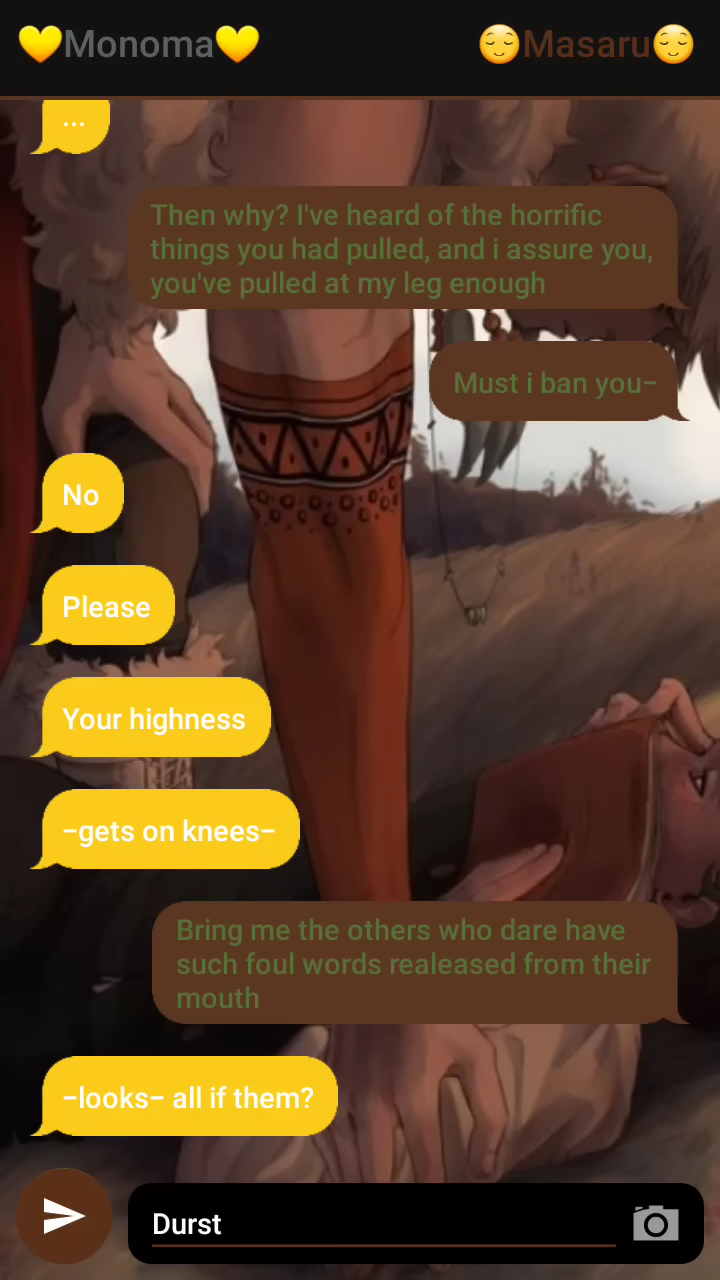 💛Monoma💛
😌Masaru😌
...
Then why? I've heard of the horrific
things you had pulled, and i assure you,
you've pulled at my leg enough
Must i ban you-
No
Please
Your highness
-gets on knees-
Bring me the others who dare have
such foul words realeased from their
mouth
-looks- all if them?
Durst